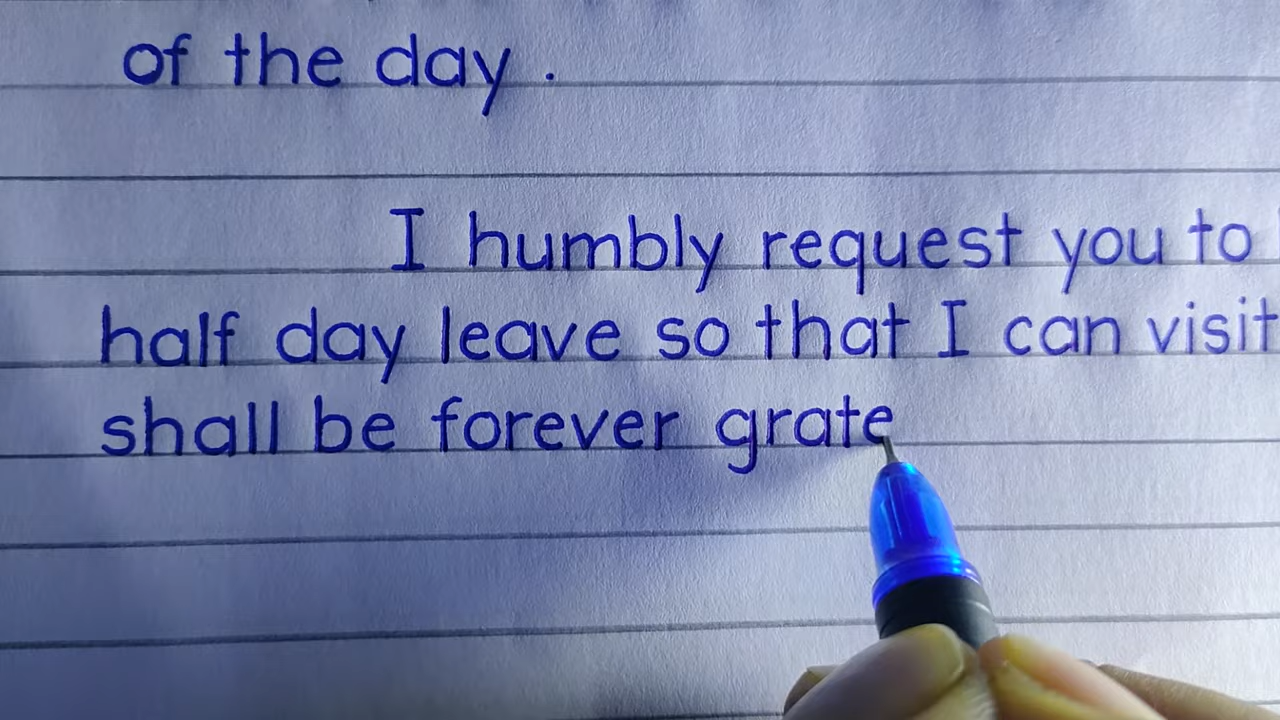 of the day .
I humbly request you to
half day leave so that I can visit
shall be forever grate